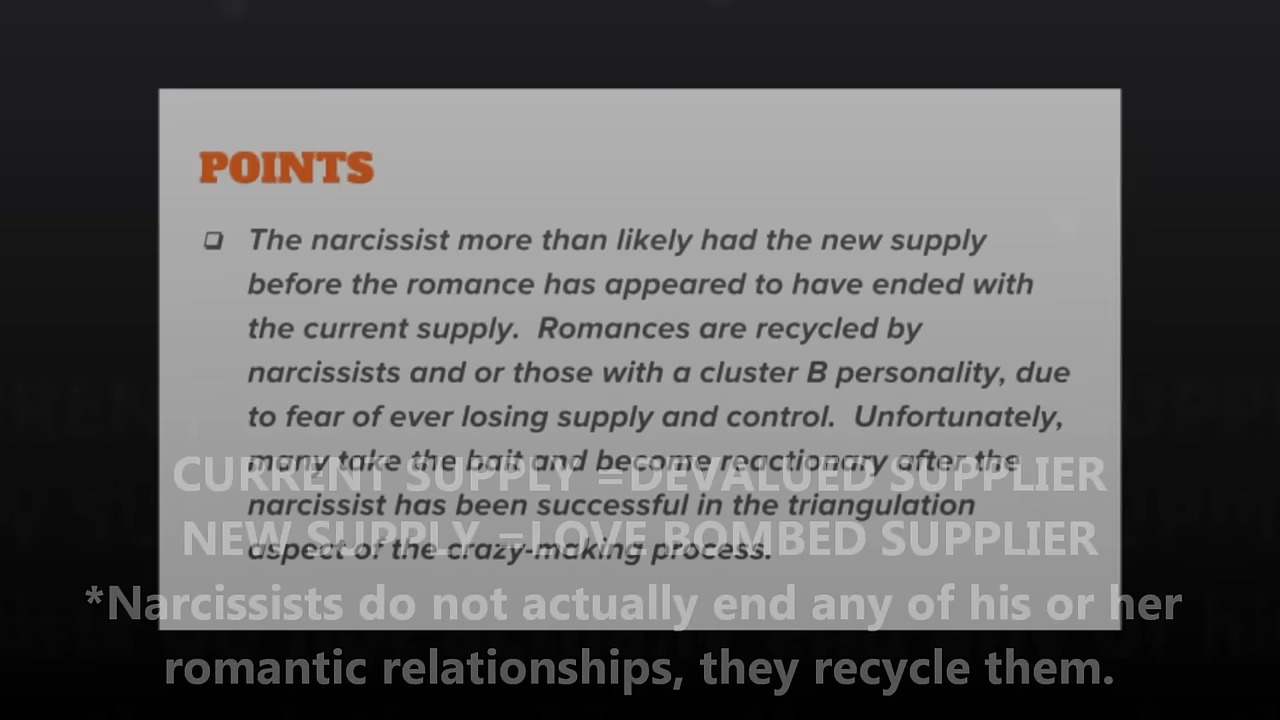 POINTS
❏ The narcissist more than likely had the new supply
before the romance has appeared to have ended with
the current supply.  Romances are recycled by
narcissists and or those with a cluster B personality, due
to fear of ever losing supply and control.  Unfortunately,
many take the bait and become reactionary after the
CURRENT SUPPLY =DEVALUED SUPPLIER
narcissist has been successful in the triangulation
NEW SUPPLY = LOVE BOMBED SUPPLIER
aspect of the crazy-making process.
*Narcissists do not actually end any of his or her
romantic relationships, they recycle them.